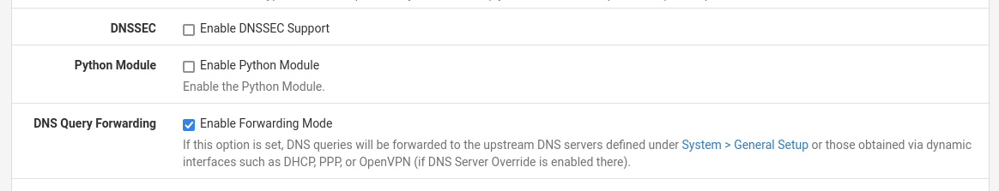 DNSSEC Enable DNSSEC Support
Python Module Enable Python Module
Enable the Python Module.
DNS Query Forwarding Enable Forwarding Mode
If this option is set, DNS queries will be forwarded to the upstream DNS servers defined under System > General Setup or those obtained via dynamic
interfaces such as DHCP, PPP, or OpenVPN (if DNS Server Override is enabled there).